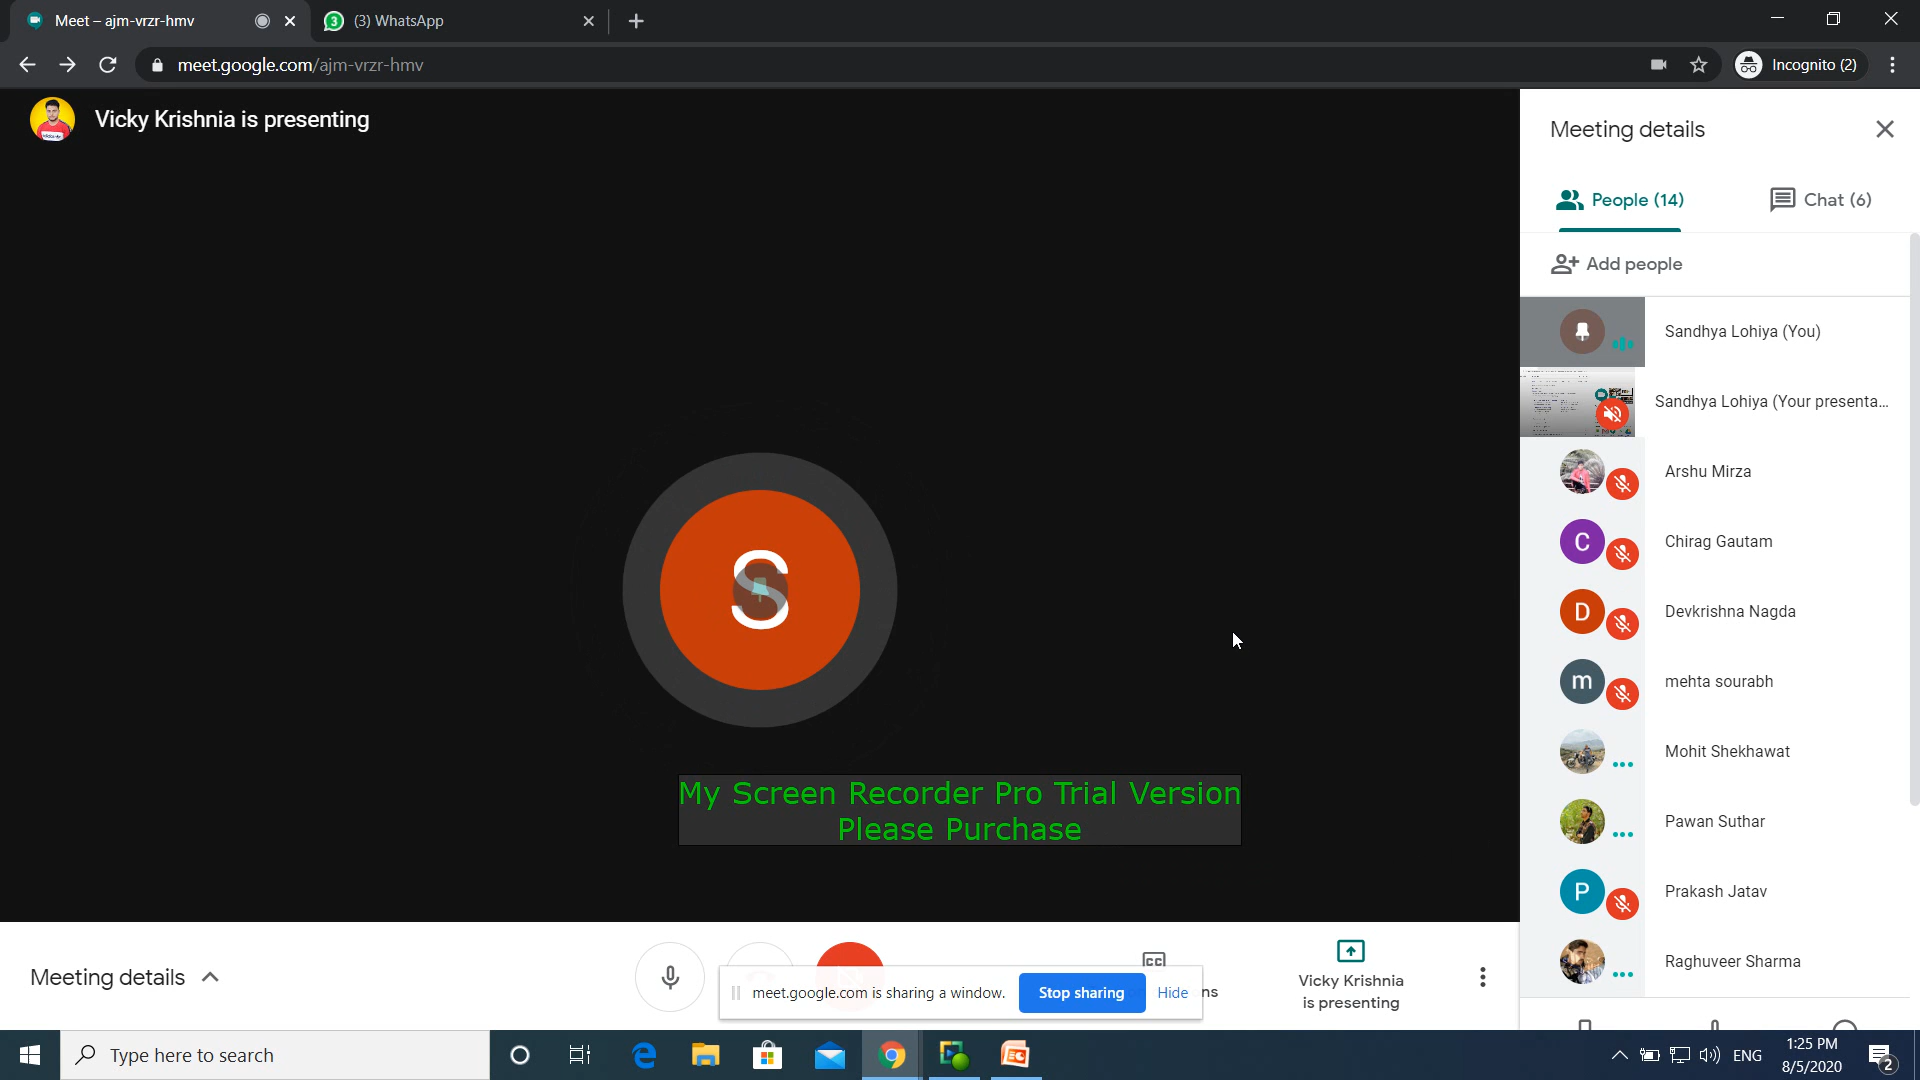 Meet – ajm-vrzr-hmv
3
(3) WhatsApp
meet.google.com/ajm-vrzr-hmv
Incognito (2)
Vicky Krishnia is presenting
Meeting details
People (14)
Chat (6)
Add people
Sandhya Lohiya (You)
Sandhya Lohiya (Your presenta...
Arshu Mirza
C
Chirag Gautam
D
Devkrishna Nagda
m
mehta sourabh
Mohit Shekhawat
Pawan Suthar
P
Prakash Jatav
Raghuveer Sharma
S
My Screen Recorder Pro Trial Version
Please Purchase
Meeting details
CC
ns
meet.google.com is sharing a window.
Stop sharing
Hide
Vicky Krishnia
is presenting
Type here to search
ENG
1:25 PM
8/5/2020
2